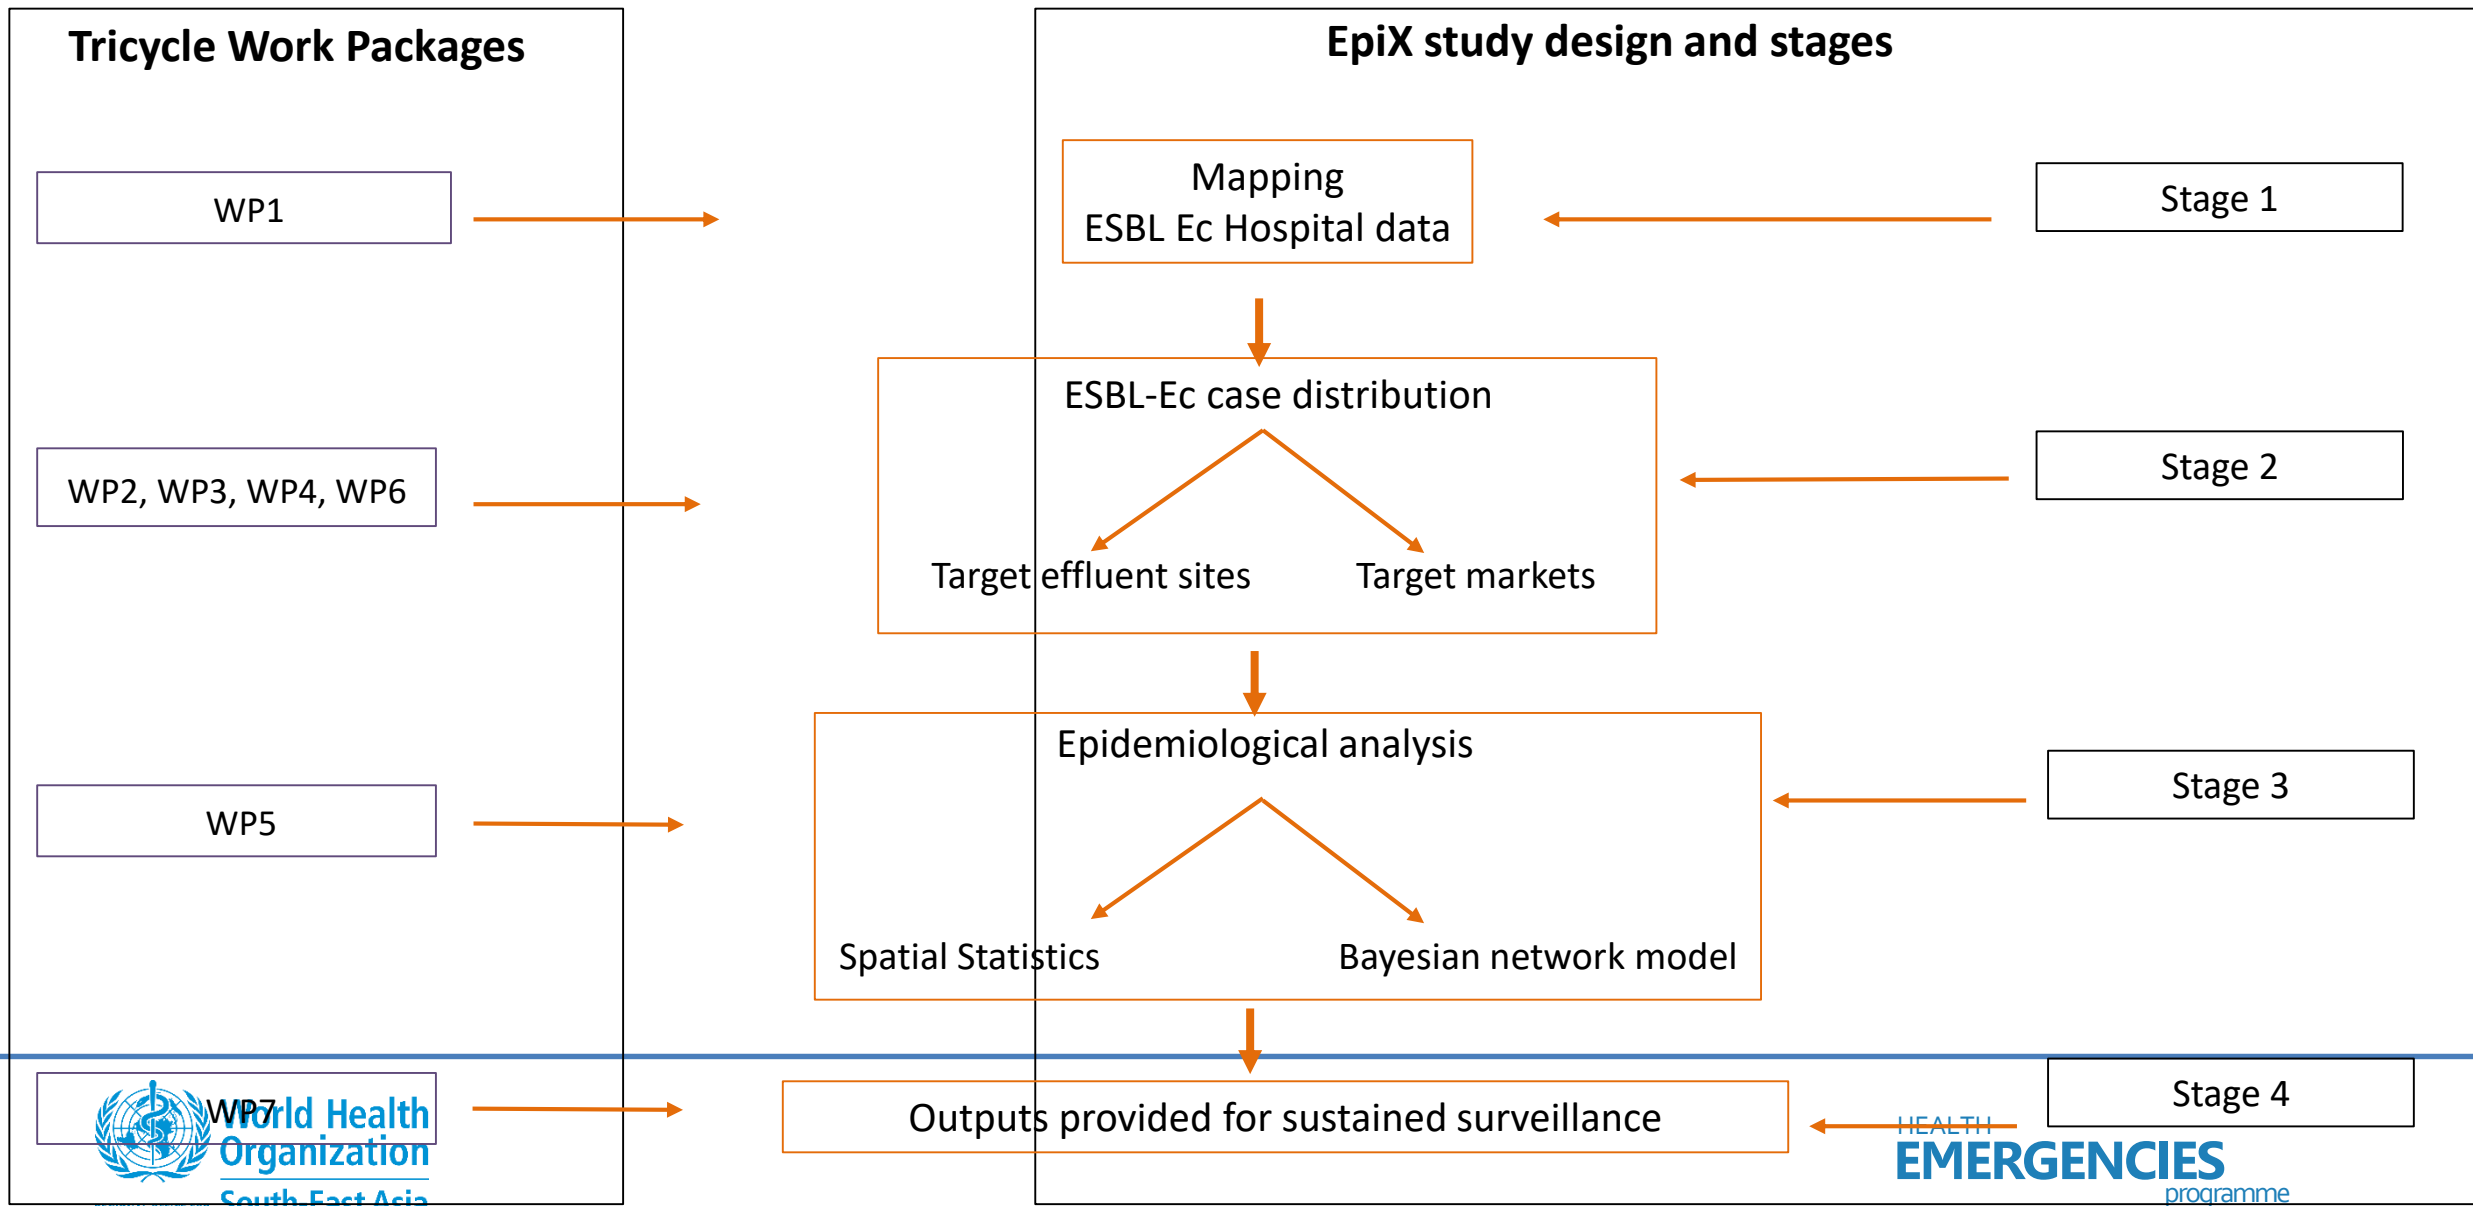 Tricycle Work Packages
EpiX study design and stages
WP1
Mapping
ESBL Ec Hospital data
Stage 1
ESBL-Ec case distribution
WP2, WP3, WP4, WP6
Stage 2
Target effluent sites
Target markets
Epidemiological analysis
WP5
Stage 3
Spatial Statistics
Bayesian network model
WP7
Outputs provided for sustained surveillance
Stage 4
World Health
Organization
South-East Asia
HEALTH
EMERGENCIES
programme